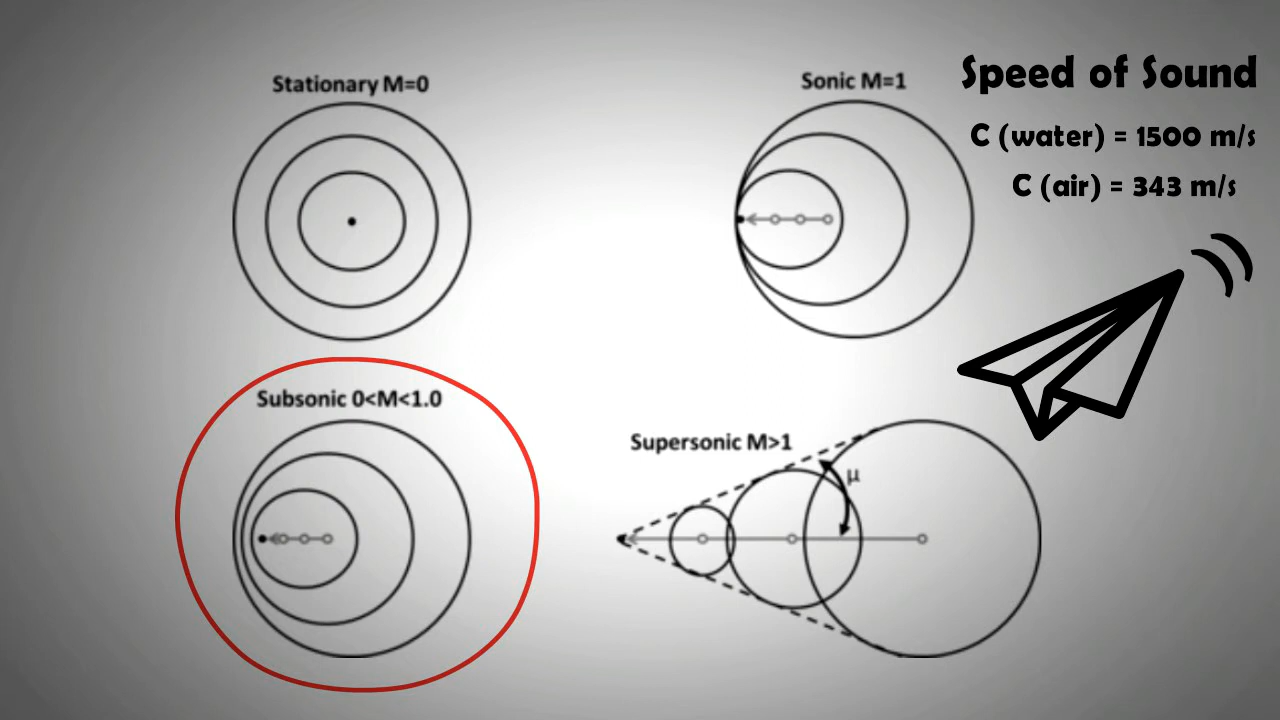 Stationary M=0
Sonic M=1
Speed of Sound
C (water) = 1500 m/s
C (air) = 343 m/s
Subsonic 0<M<1.0
Supersonic M>1
μ